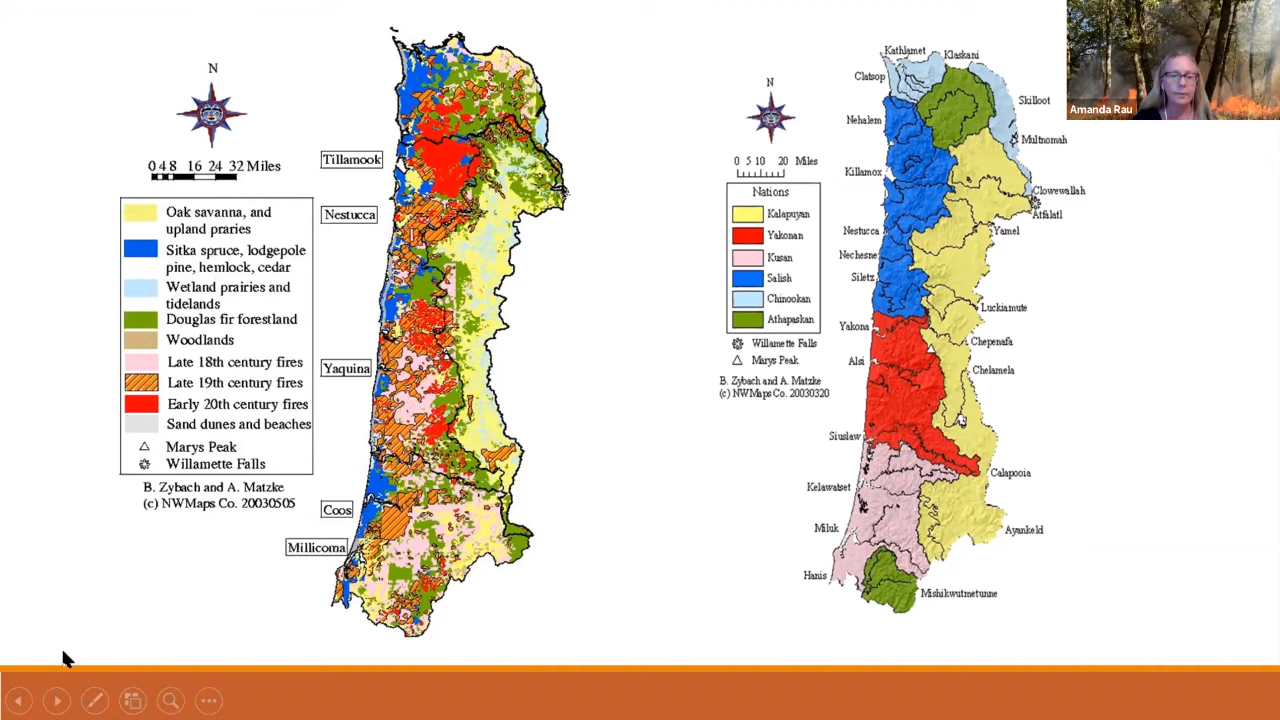 N
0 4 8 16 24 32 Miles
Tillamook
Nestucca
Yaquina
Coos
Millicoma
Oak savanna, and
upland praries
Sitka spruce, lodgepole
pine, hemlock, cedar
Wetland prairies and
tidelands
Douglas fir forestland
Woodlands
Late 18th century fires
Late 19th century fires
Early 20th century fires
Sand dunes and beaches
Marys Peak
Willamette Falls
B. Zybach and A. Matzke
(c) NWMaps Co. 20030505
N
0 5 10 20 Miles
Nations
Kalapuyan
Yakonan
Kusan
Salish
Chinookan
Athapaskan
Willamette Falls
Marys Peak
B. Zybach and A. Matzke
(c) NWMaps Co. 20030320
Kathlamet
Klaskani
Clatsop
Skilloot
Nehalem
Multnomah
Killamox
Clowewallah
Atfalatl
Nestucca
Yamel
Nechesne
Siletz
Luckiamute
Yakona
Chepenafa
Alsi
Chelamela
Siuslaw
Calapooia
Kelawatset
Miluk
Ayankeld
Hanis
Mishikwutmetunne
Amanda Rau